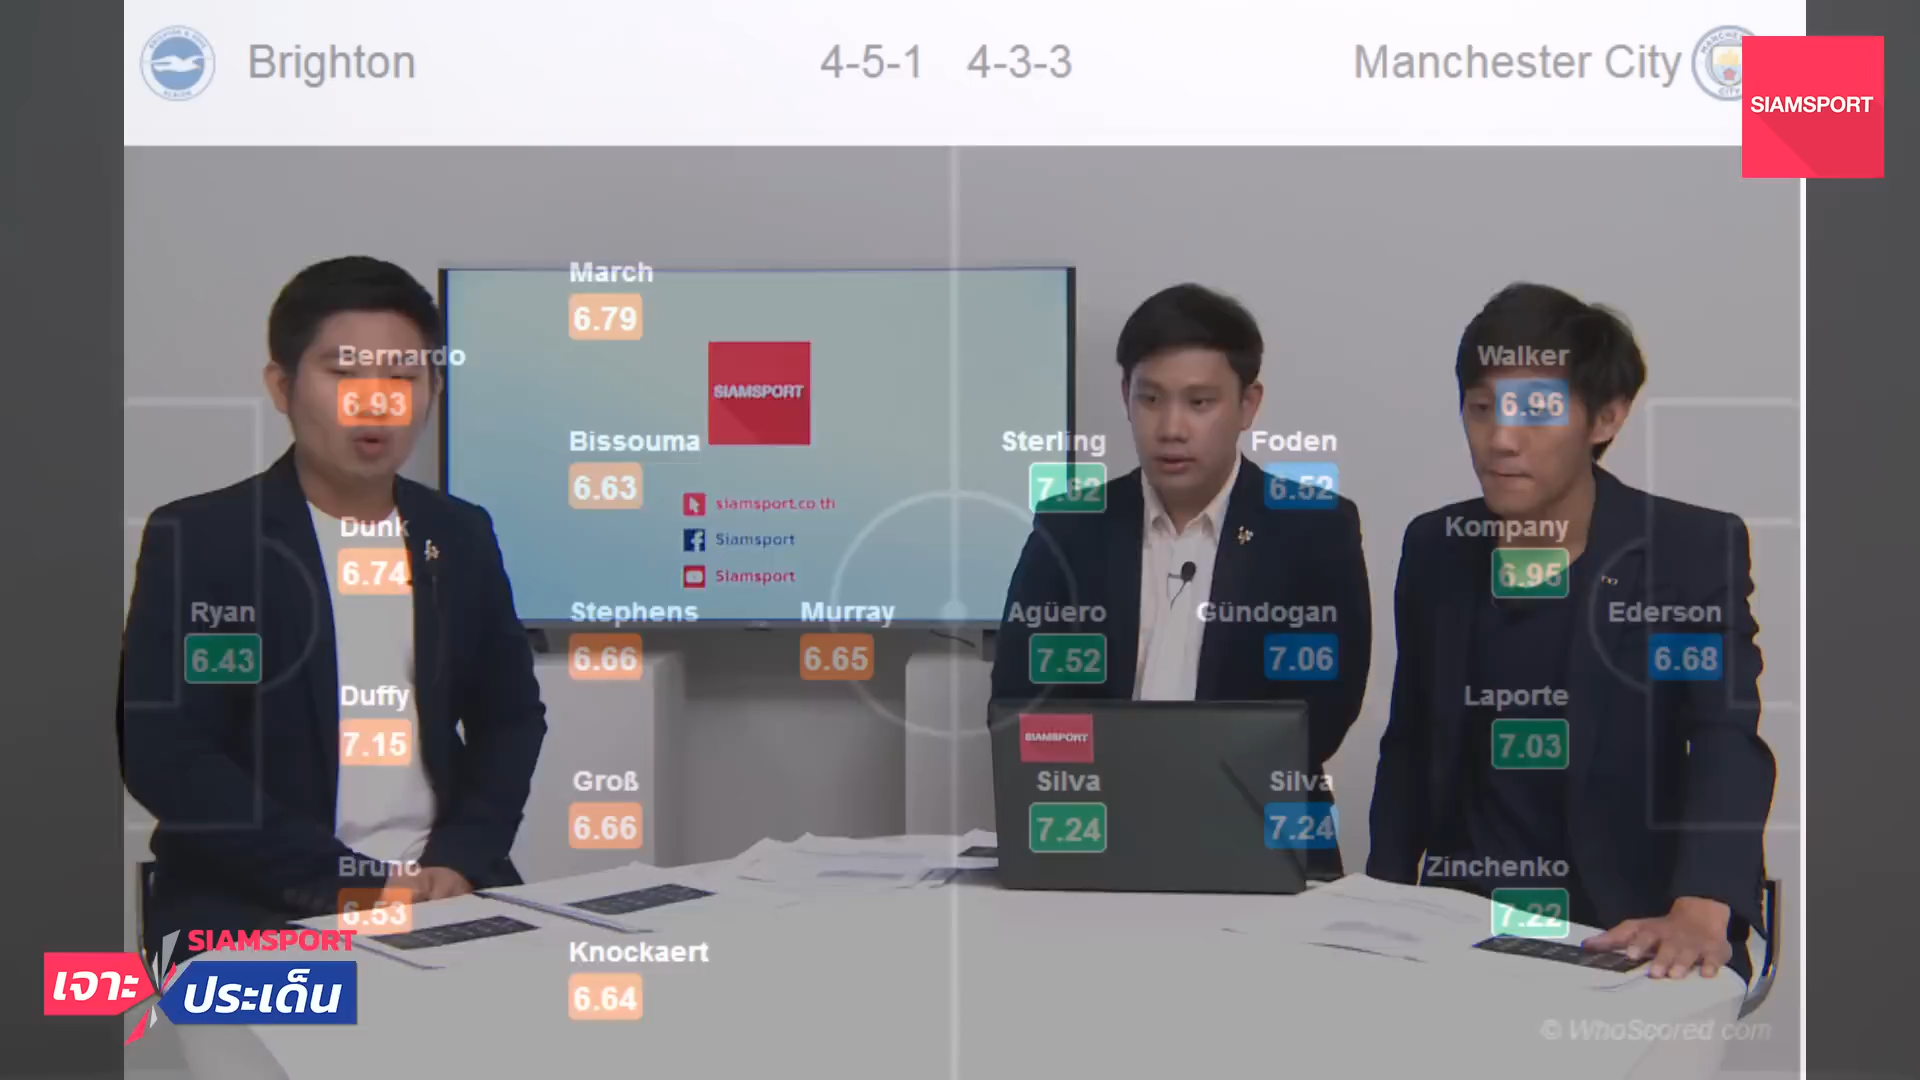 Brighton
4-5-1
4-3-3
Manchester City
SIAMSPORT
March
6.79
Bernardo
6.93
Walker
6.96
SIAMSPORT
Bissouma
6.63
Sterling
7.62
Foden
6.52
siamsport.co.th
Siamsport
Siamsport
Dunk
6.74
Kompany
6.95
Ryan
6.43
Stephens
6.66
Murray
6.65
Agüero
7.52
Gündogan
7.06
Ederson
6.68
Duffy
7.15
Laporte
7.03
SIAMSPORT
Groß
6.66
Silva
7.24
Silva
7.24
Bruno
6.53
Zinchenko
7.22
Knockaert
6.64
SIAMSPORT
เจาะ
ประเด็น
© WhoScored.com